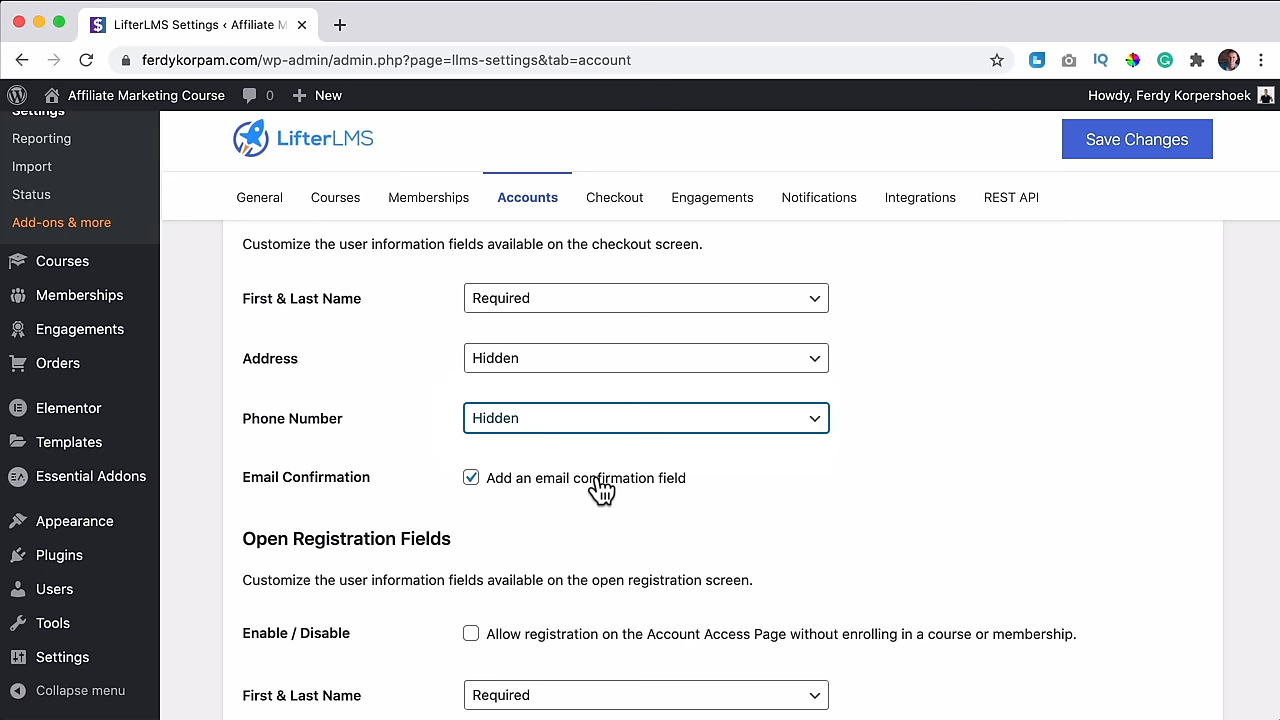 LifterLMS Settings ‹ Affiliate M
ferdykorpam.com/wp-admin/admin.php?page=llms-settings&tab=account
IQ
Affiliate Marketing Course 0 New Howdy, Ferdy Korpershoek
Settings
Reporting
Import
Status
Add-ons & more
Courses
Memberships
Engagements
Orders
Elementor
Templates
Essential Addons
Appearance
Plugins
Users
Tools
Settings
Collapse menu
LifterLMS
Save Changes
General Courses Memberships Accounts Checkout Engagements Notifications Integrations REST API
Customize the user information fields available on the checkout screen.
First & Last Name Required
Address Hidden
Phone Number Hidden
Email Confirmation Add an email confirmation field
Open Registration Fields
Customize the user information fields available on the open registration screen.
Enable / Disable Allow registration on the Account Access Page without enrolling in a course or membership.
First & Last Name Required